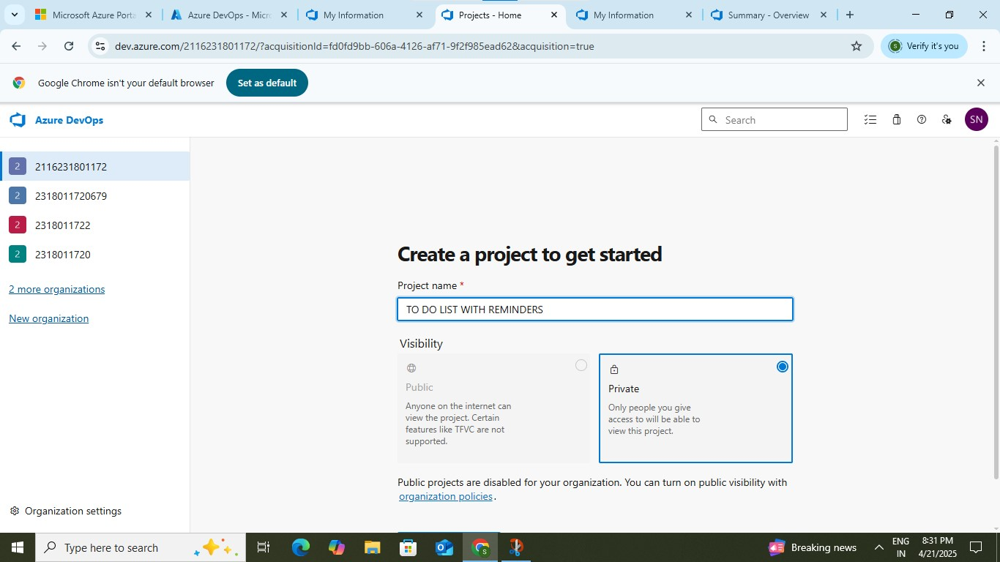 Microsoft Azure Porta
Azure DevOps - Micro
My Information
Projects - Home
My Information
Summary - Overview
dev.azure.com/2116231801172/?acquisitionId=fd0fd9bb-606a-4126-af71-9f2f985ead62&acquisition=true
S
Verify it's you
Google Chrome isn't your default browser
Set as default
Azure DevOps
Search
SN
2
2116231801172
2
2318011720679
2
2318011722
2
2318011720
2 more organizations
New organization
Create a project to get started
Project name *
TO DO LIST WITH REMINDERS
Visibility
Public
Anyone on the internet can
view the project. Certain
features like TFVC are not
supported.
Private
Only people you give
access to will be able to
view this project.
Public projects are disabled for your organization. You can turn on public visibility with
organization policies.
Organization settings
Type here to search
Breaking news
ENG
IN
8:31 PM
4/21/2025